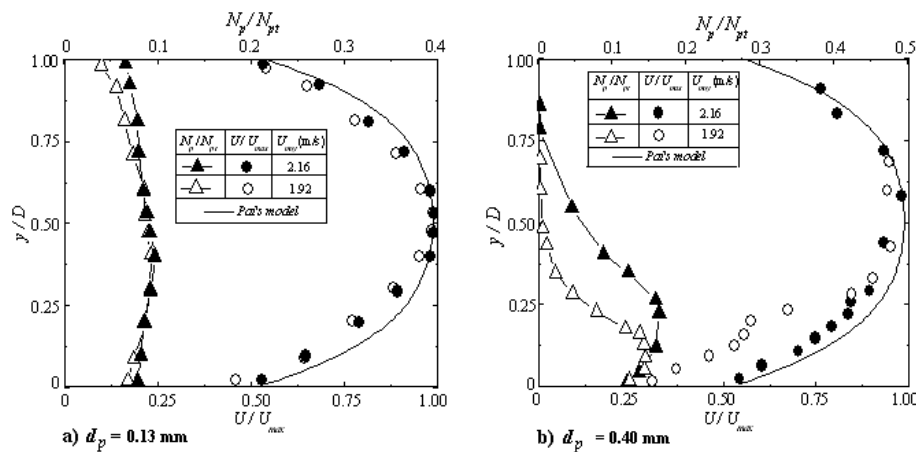 N_p / N_pt
0 0.1 0.2 0.3 0.4
1.00
0.75
0.50
0.25
0.00
y / D
N_p/N_pt U/U_max U_avg (m/s)
2.16
1.92
Pai's model
0 0.25 0.50 0.75 1.00
U / U_max
a) d_p = 0.13 mm
N_p / N_pt
0 0.1 0.2 0.3 0.4 0.5
1.00
0.75
0.50
0.25
0.00
y / D
N_p/N_pt U/U_max (m/s)
2.16
1.92
Pai's model
0 0.25 0.50 0.75 1.00
U / U_max
b) d_p = 0.40 mm